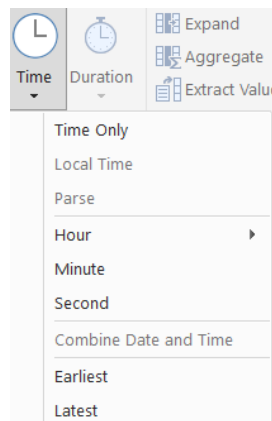 Time
Duration
Expand
Aggregate
Extract
Time Only
Local Time
Parse
Hour
Minute
Second
Combine Date and Time
Earliest
Latest